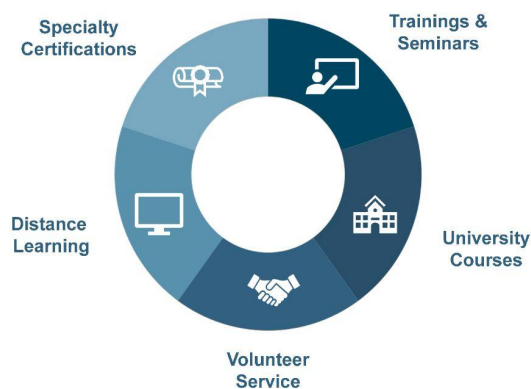 Specialty
Certifications
Trainings &
Seminars
Distance
Learning
University
Courses
Volunteer
Service